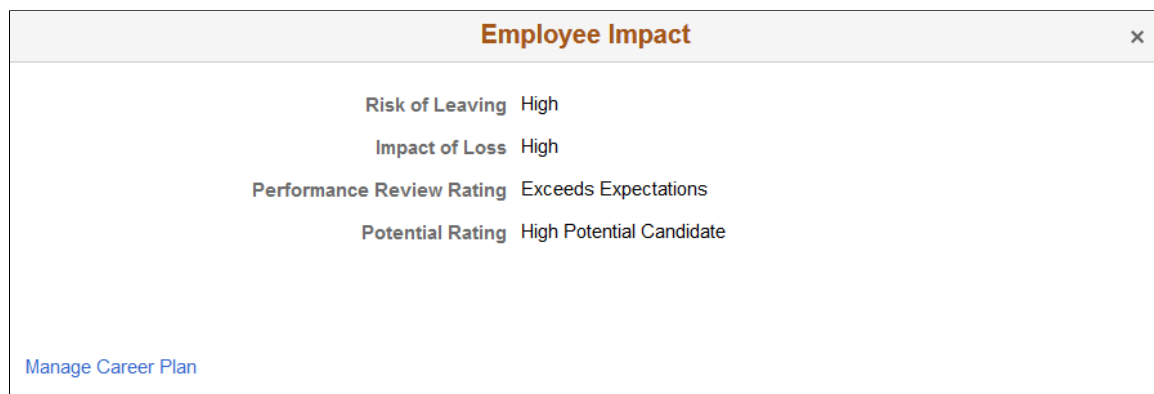 Employee Impact ×
Risk of Leaving High
Impact of Loss High
Performance Review Rating Exceeds Expectations
Potential Rating High Potential Candidate
Manage Career Plan